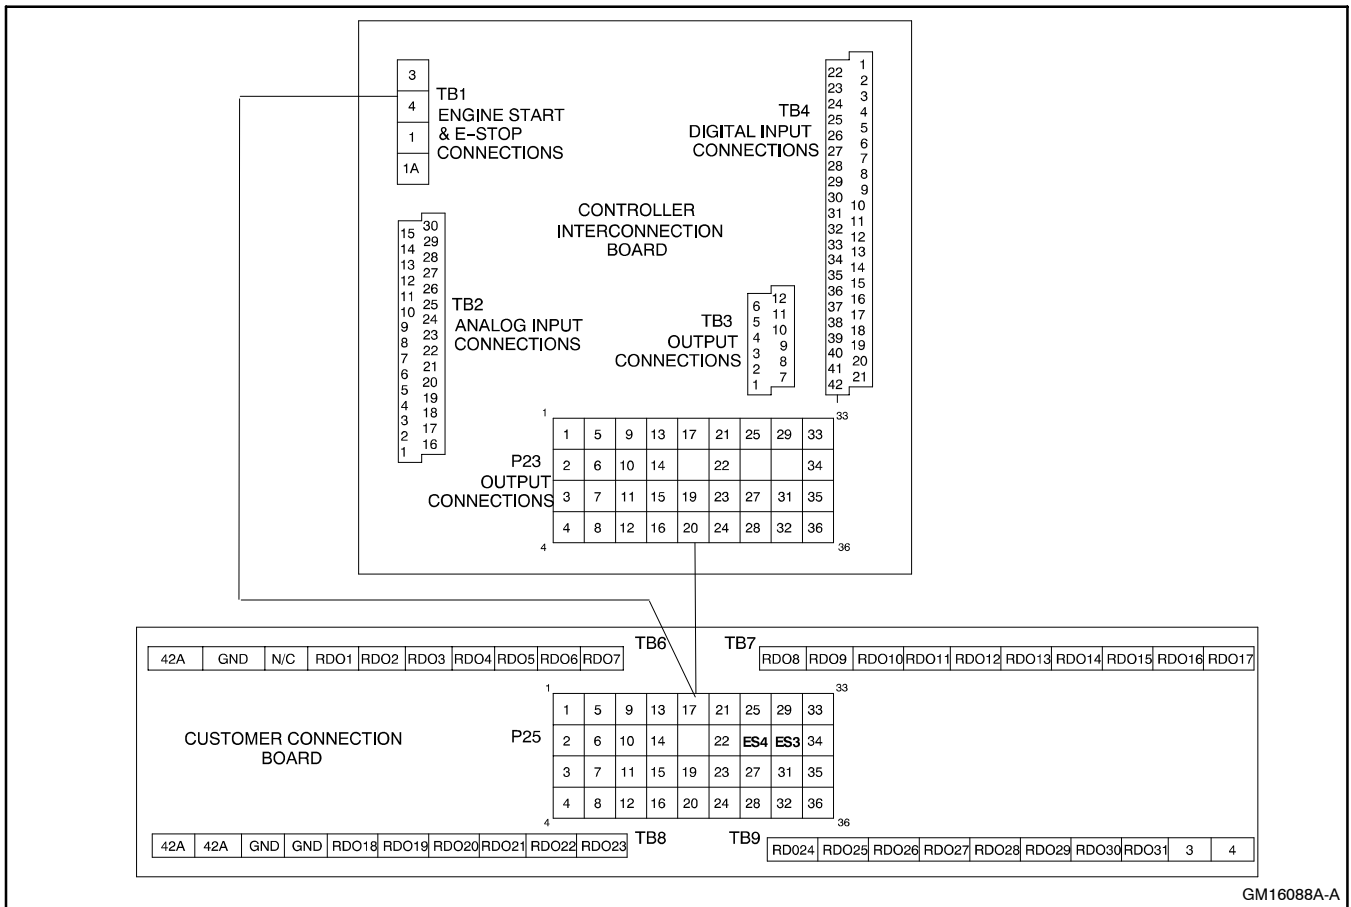 3
4
1
1A
TB1
ENGINE START
& E-STOP
CONNECTIONS
TB4
DIGITAL INPUT
CONNECTIONS
22 1
23 2
24 3
25 4
26 5
27 6
28 7
29 8
30 9
31 10
32 11
33 12
34 13
35 14
36 15
37 16
38 17
39 18
40 19
41 20
42 21
CONTROLLER
INTERCONNECTION
BOARD
15 30
14 29
13 28
12 27
11 26
10 25
9 24
8 23
7 22
6 21
5 20
4 19
3 18
2 17
1 16
TB2
ANALOG INPUT
CONNECTIONS
TB3
OUTPUT
CONNECTIONS
6 12
5 11
4 10
3 9
2 8
1 7
P23
OUTPUT
CONNECTIONS
1 33
1 5 9 13 17 21 25 29 33
2 6 10 14 22 34
3 7 11 15 19 23 27 31 35
4 8 12 16 20 24 28 32 36
4 36
TB6
42A GND N/C RDO1 RDO2 RDO3 RDO4 RDO5 RDO6 RDO7
TB7
RDO8 RDO9 RDO10 RDO11 RDO12 RDO13 RDO14 RDO15 RDO16 RDO17
CUSTOMER CONNECTION
BOARD
P25
1 33
1 5 9 13 17 21 25 29 33
2 6 10 14 22 ES4 ES3 34
3 7 11 15 19 23 27 31 35
4 8 12 16 20 24 28 32 36
4 36
42A 42A GND GND RDO18 RDO19 RDO20 RDO21 RDO22 RDO23
TB8
TB9
RD024 RDO25 RDO26 RDO27 RDO28 RDO29 RDO30 RDO31 3 4
GM16088A-A